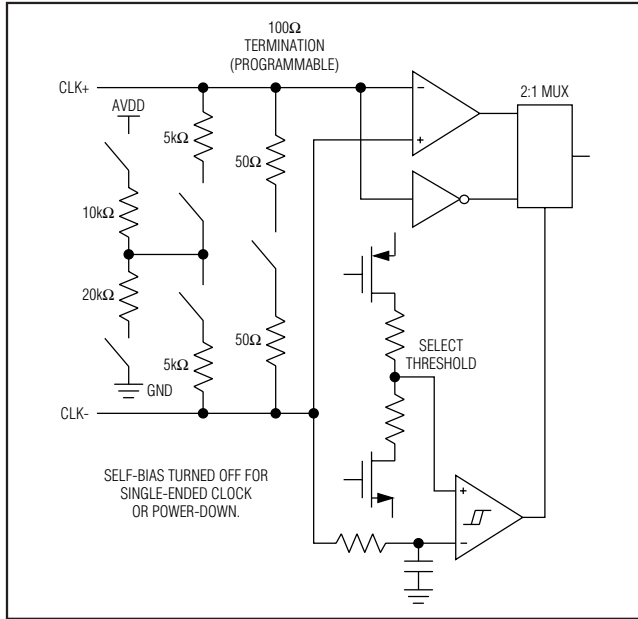 100Ω
TERMINATION
(PROGRAMMABLE)
CLK+
AVDD
2:1 MUX
5kΩ
50Ω
−
+
10kΩ
20kΩ
SELECT
THRESHOLD
50Ω
5kΩ
GND
CLK-
SELF-BIAS TURNED OFF FOR
SINGLE-ENDED CLOCK
OR POWER-DOWN.
+
−